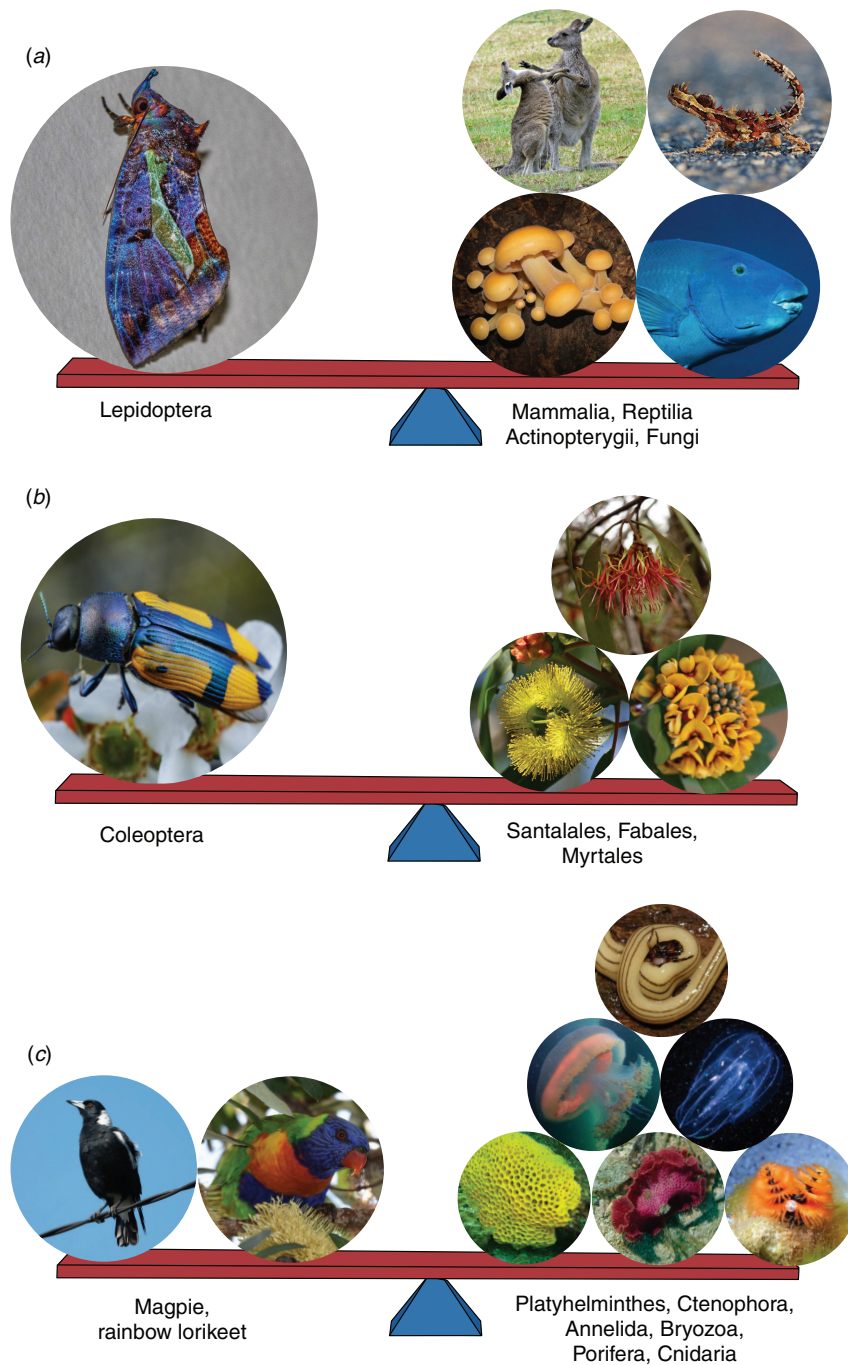 (a)
Lepidoptera
Mammalia, Reptilia
Actinopterygii, Fungi
(b)
Coleoptera
Santalales, Fabales,
Myrtales
(c)
Magpie,
rainbow lorikeet
Platyhelminthes, Ctenophora,
Annelida, Bryozoa,
Porifera, Cnidaria